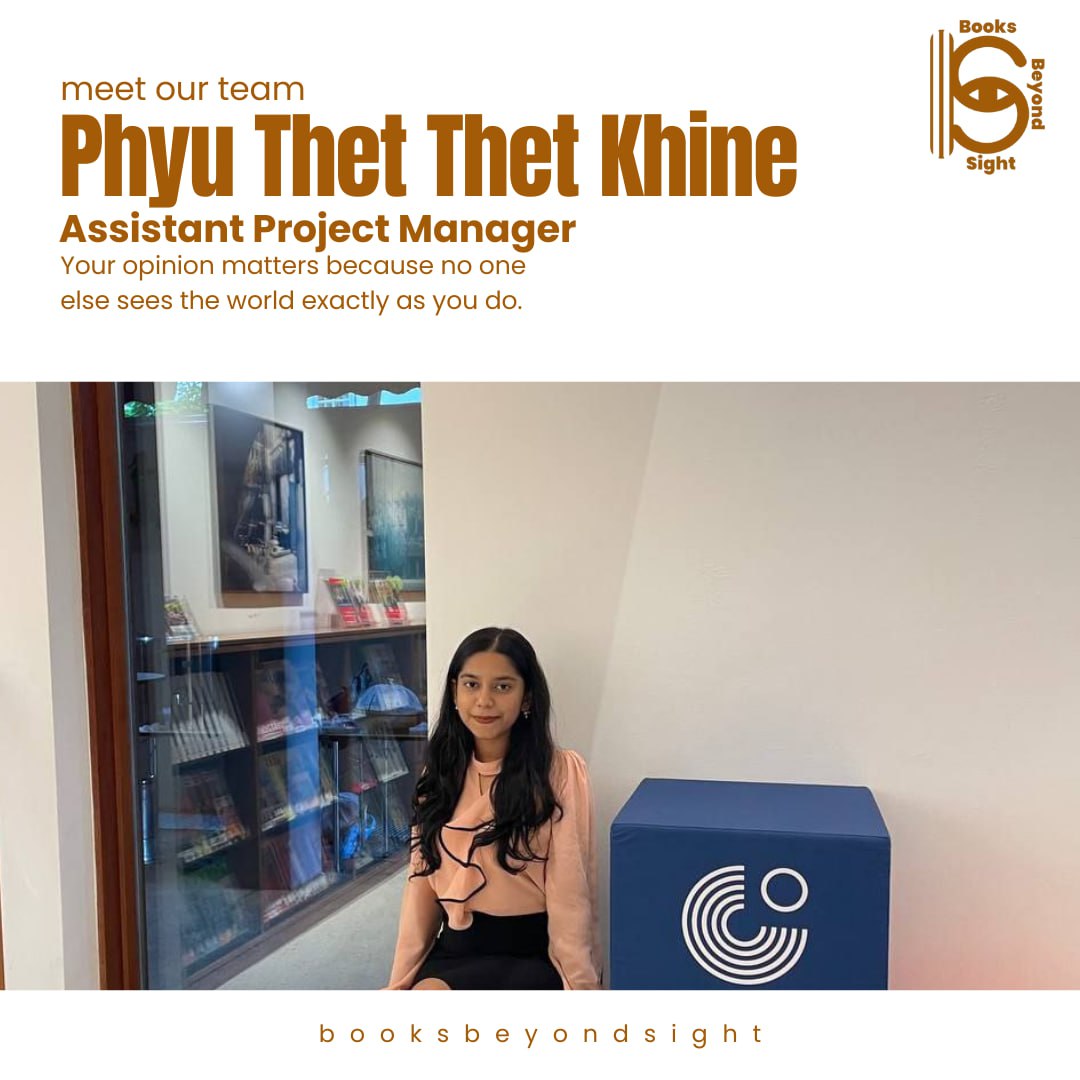 Books
Beyond
Sight
meet our team
Phyu Thet Thet Khine
Assistant Project Manager
Your opinion matters because no one
else sees the world exactly as you do.
booksbeyondsight